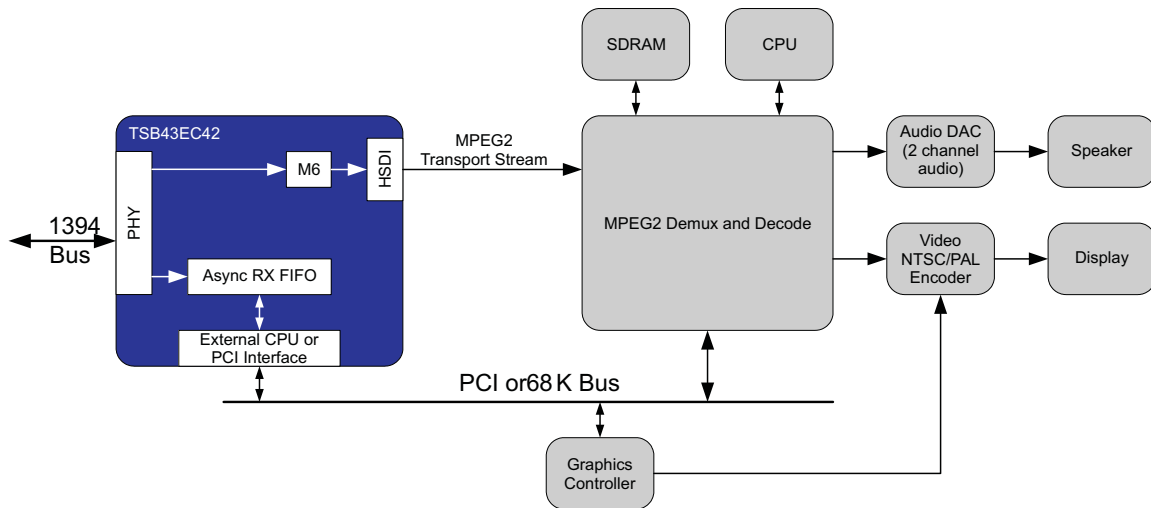 SDRAM
CPU
TSB43EC42
MPEG2
Transport Stream
M6
HSDI
PHY
1394
Bus
Async RX FIFO
External CPU or
PCI Interface
MPEG2 Demux and Decode
Audio DAC
(2 channel
audio)
Speaker
Video
NTSC/PAL
Encoder
Display
PCI or68K Bus
Graphics
Controller